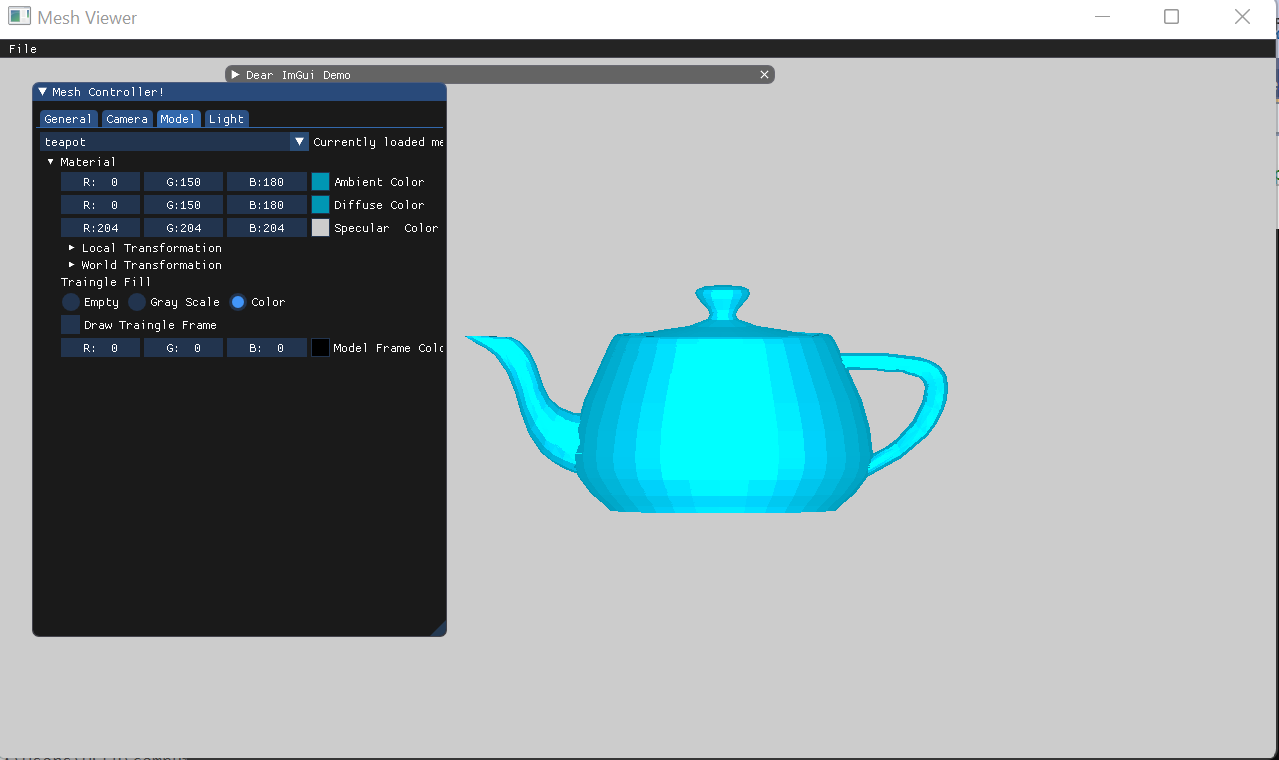 Mesh Viewer
File
Dear ImGui Demo
Mesh Controller!
General Camera Model Light
teapot Currently loaded me
Material
R: 0 G:150 B:180 Ambient Color
R: 0 G:150 B:180 Diffuse Color
R:204 G:204 B:204 Specular Color
Local Transformation
World Transformation
Traingle Fill
Empty Gray Scale Color
Draw Traingle Frame
R: 0 G: 0 B: 0 Model Frame Colo